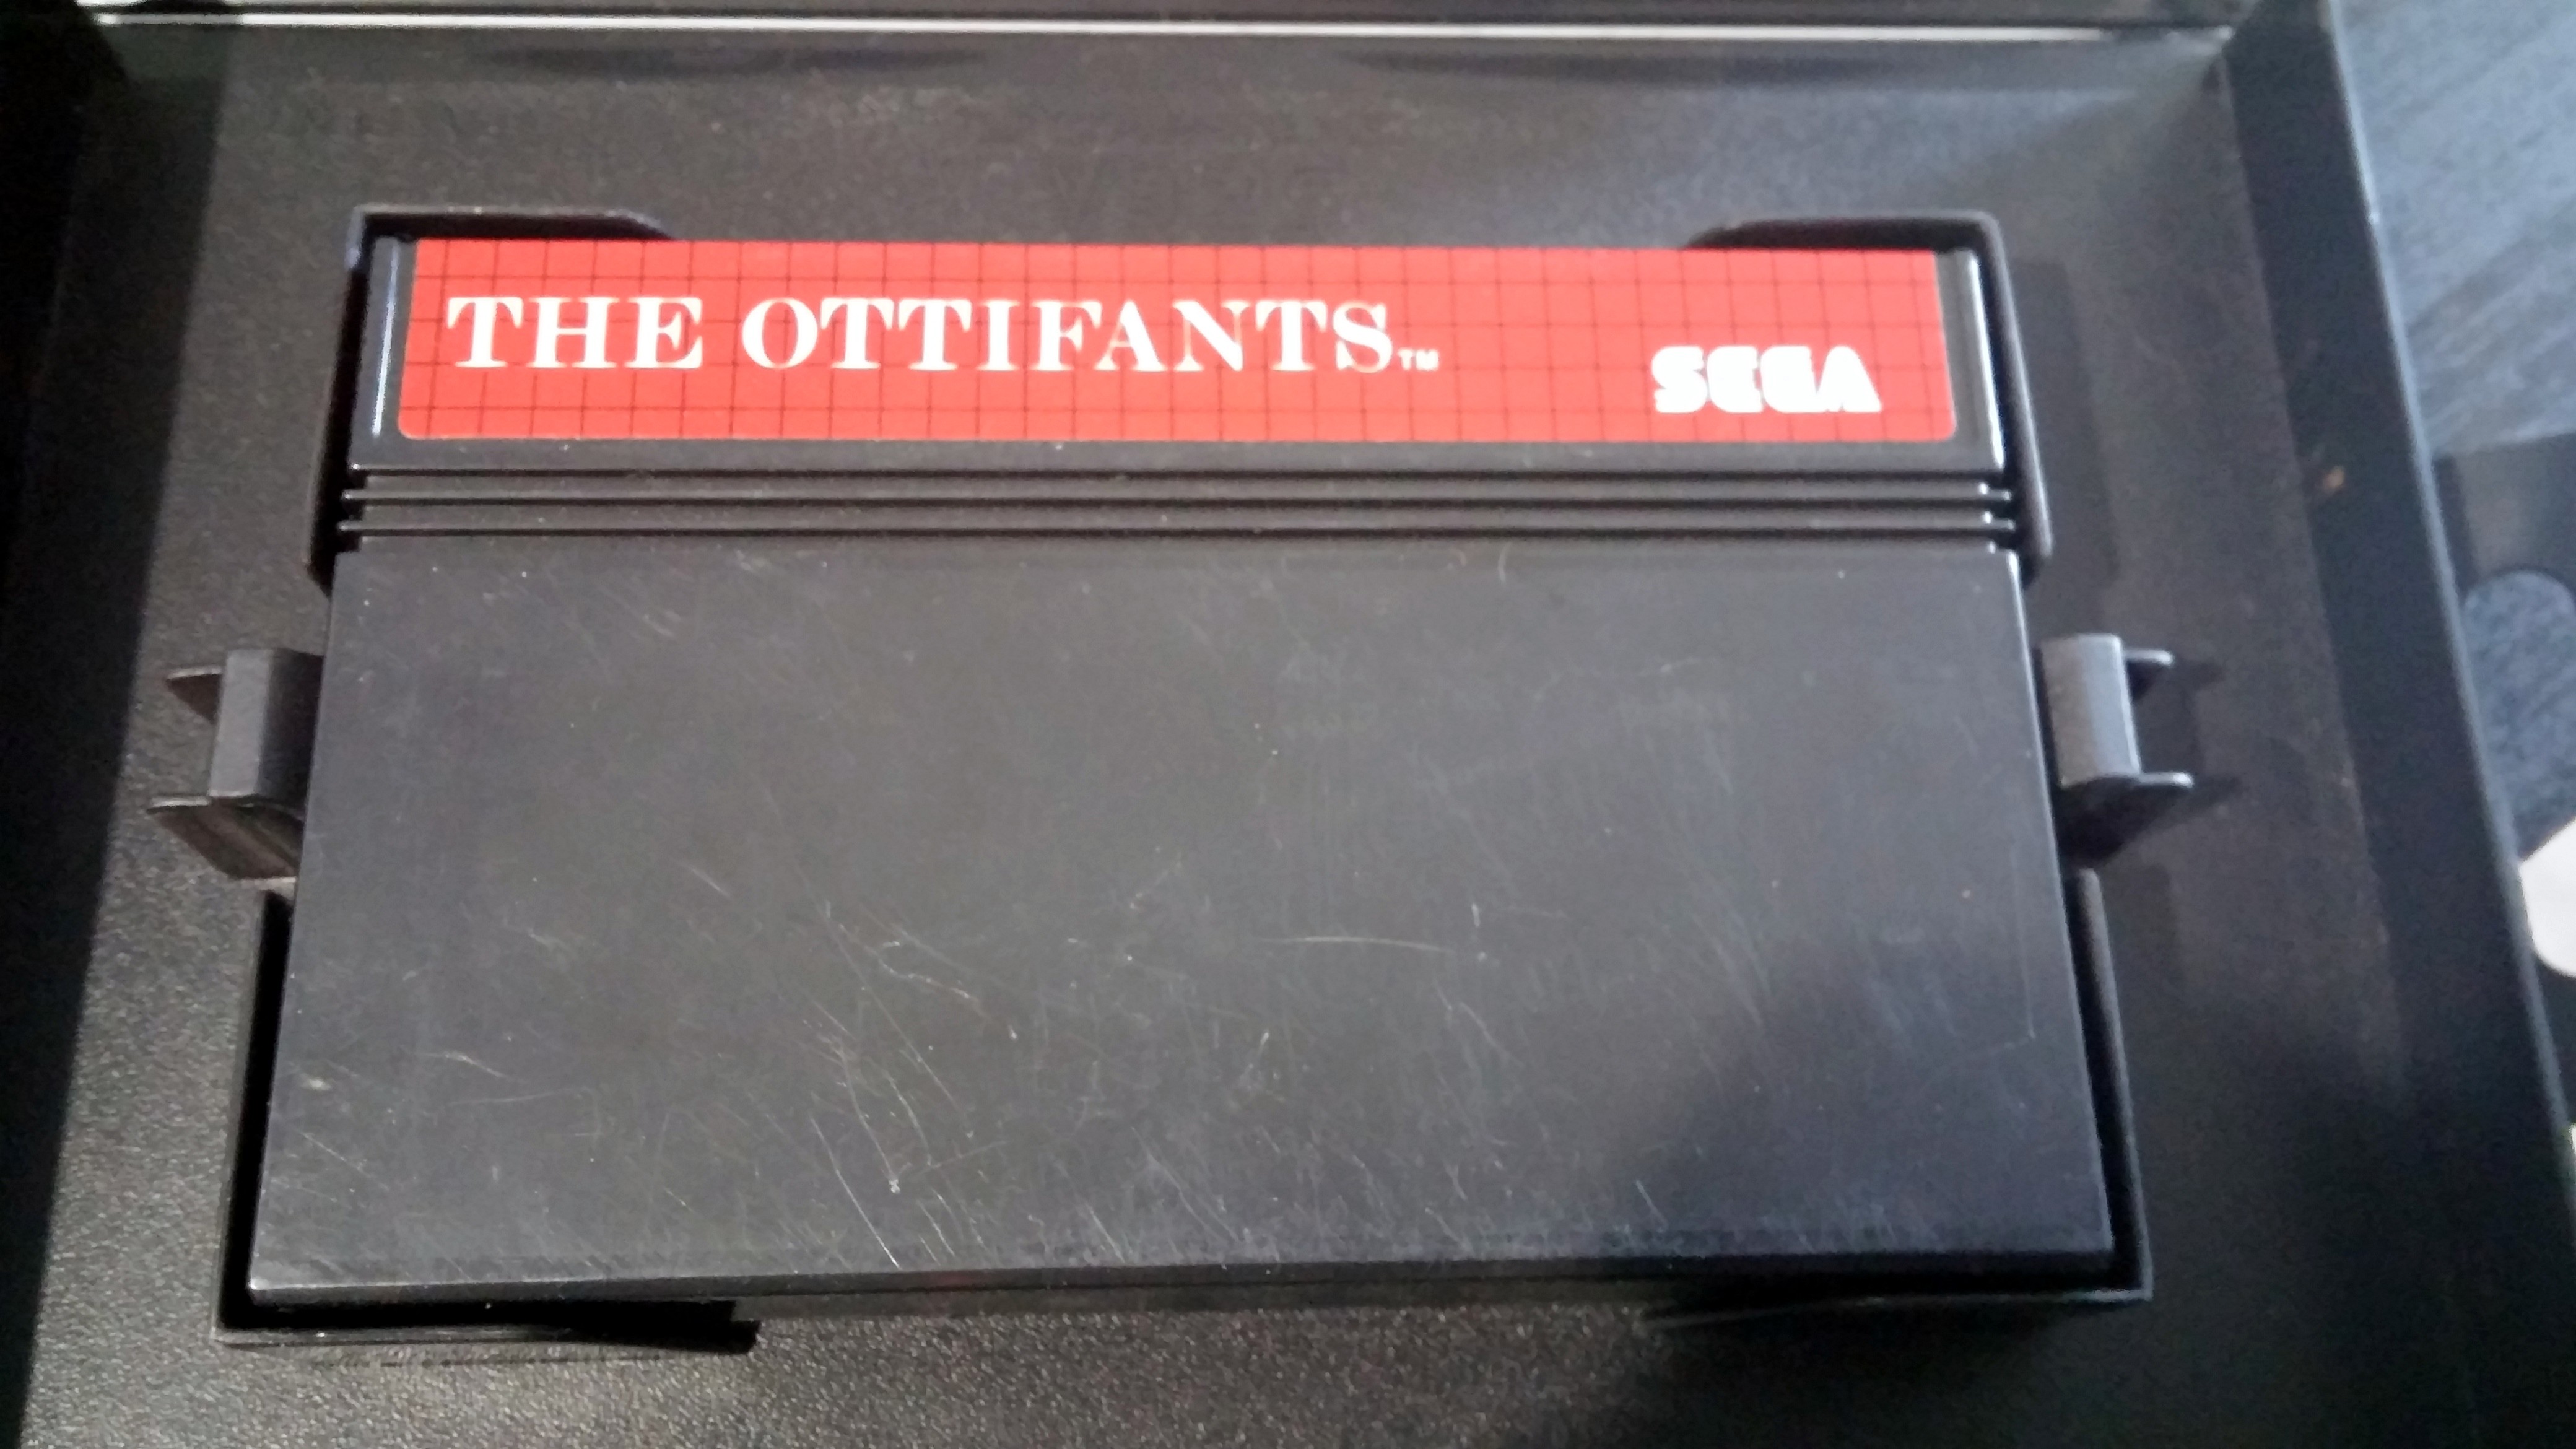 THE OTTIFANTS™
SEGA